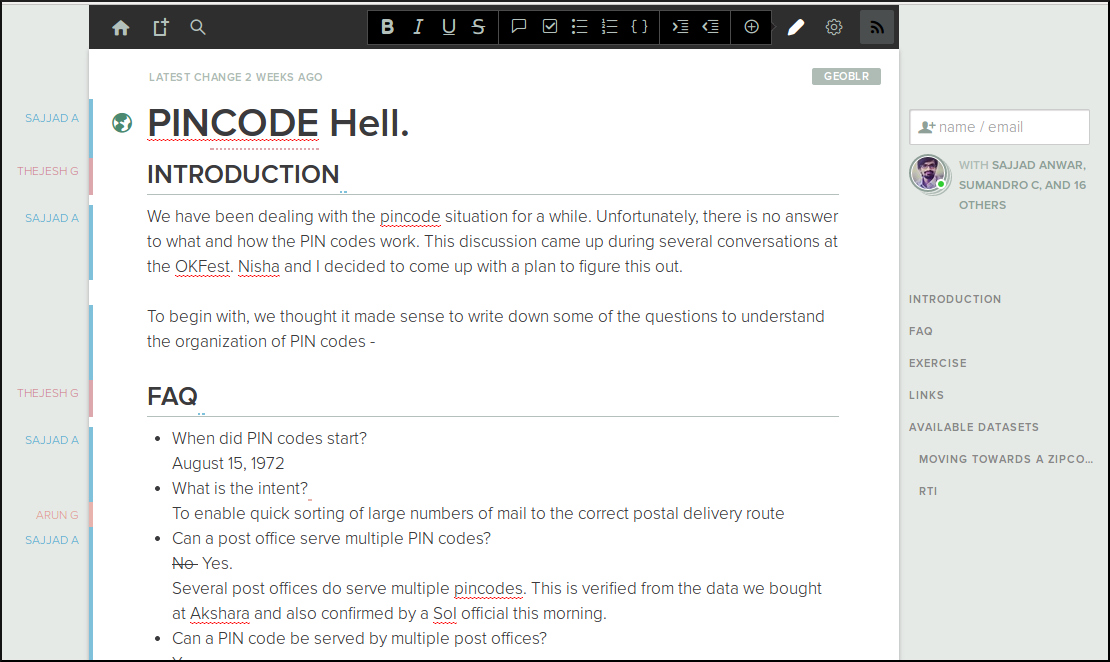 B I U S { }
LATEST CHANGE 2 WEEKS AGO
GEOBLR
SAJJAD A
PINCODE Hell.
THEJESH G
INTRODUCTION
SAJJAD A
We have been dealing with the pincode situation for a while. Unfortunately, there is no answer
to what and how the PIN codes work. This discussion came up during several conversations at
the OKFest. Nisha and I decided to come up with a plan to figure this out.
To begin with, we thought it made sense to write down some of the questions to understand
the organization of PIN codes -
THEJESH G
FAQ
SAJJAD A
• When did PIN codes start?
August 15, 1972
• What is the intent?
ARUN G
To enable quick sorting of large numbers of mail to the correct postal delivery route
SAJJAD A
• Can a post office serve multiple PIN codes?
No Yes.
Several post offices do serve multiple pincodes. This is verified from the data we bought
at Akshara and also confirmed by a SoI official this morning.
• Can a PIN code be served by multiple post offices?
name / email
WITH SAJJAD ANWAR,
SUMANDRO C, AND 16
OTHERS
INTRODUCTION
FAQ
EXERCISE
LINKS
AVAILABLE DATASETS
MOVING TOWARDS A ZIPCO...
RTI